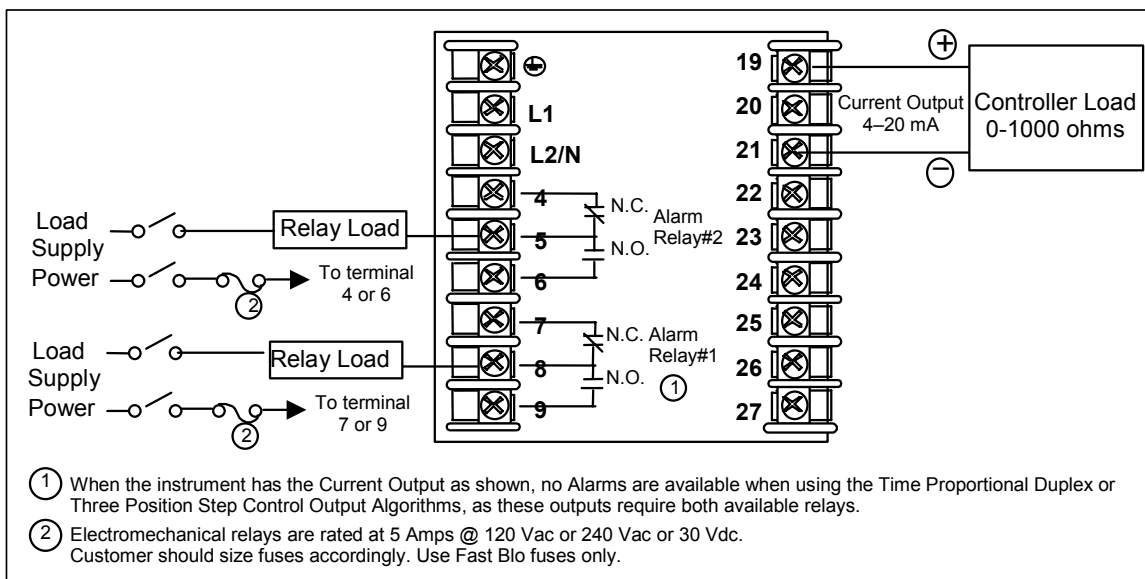 L1
L2/N
4
5
6
7
8
9
N.C.
Alarm
Relay#2
N.O.
N.C. Alarm
Relay#1
N.O.
1
Load
Supply
Power
Relay Load
2
To terminal
4 or 6
Load
Supply
Power
Relay Load
2
To terminal
7 or 9
19
20
21
22
23
24
25
26
27
+
Current Output
4–20 mA
−
Controller Load
0-1000 ohms
1 When the instrument has the Current Output as shown, no Alarms are available when using the Time Proportional Duplex or
Three Position Step Control Output Algorithms, as these outputs require both available relays.
2 Electromechanical relays are rated at 5 Amps @ 120 Vac or 240 Vac or 30 Vdc.
Customer should size fuses accordingly. Use Fast Blo fuses only.